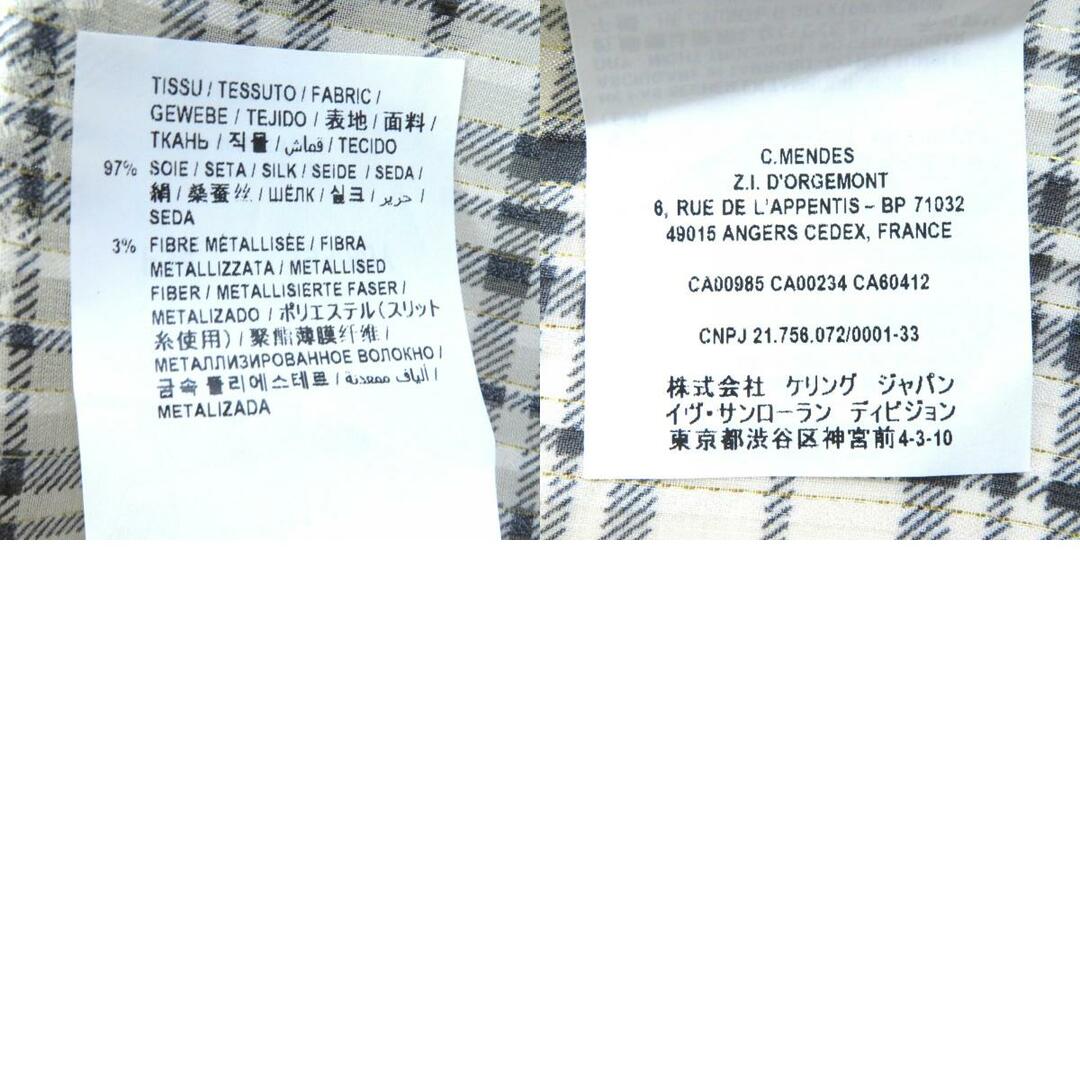 TISSU / TESSUTO / FABRIC /
GEWEBE / TEJIDO / 表地 / 面料 /
ТКАНЬ / 직물 / قماش / TECIDO
97% SOIE / SETA / SILK / SEIDE / SEDA /
絹 / 桑蚕丝 / ШЁЛК / 실크 / حرير /
SEDA
3% FIBRE MÉTALLISÉE / FIBRA
METALLIZZATA / METALLISED
FIBER / METALLISIERTE FASER /
METALIZADO / ポリエステル(スリット
糸使用) / 聚酯薄膜纤维 /
МЕТАЛЛИЗИРОВАННОЕ ВОЛОКНО /
금속 폴리에스테르 / ألياف ممعدنة /
METALIZADA
C.MENDES
Z.I. D'ORGEMONT
6, RUE DE L'APPENTIS – BP 71032
49015 ANGERS CEDEX, FRANCE
CA00985 CA00234 CA60412
CNPJ 21.756.072/0001-33
株式会社 ケリング ジャパン
イヴ・サンローラン ディビジョン
東京都渋谷区神宮前4-3-10